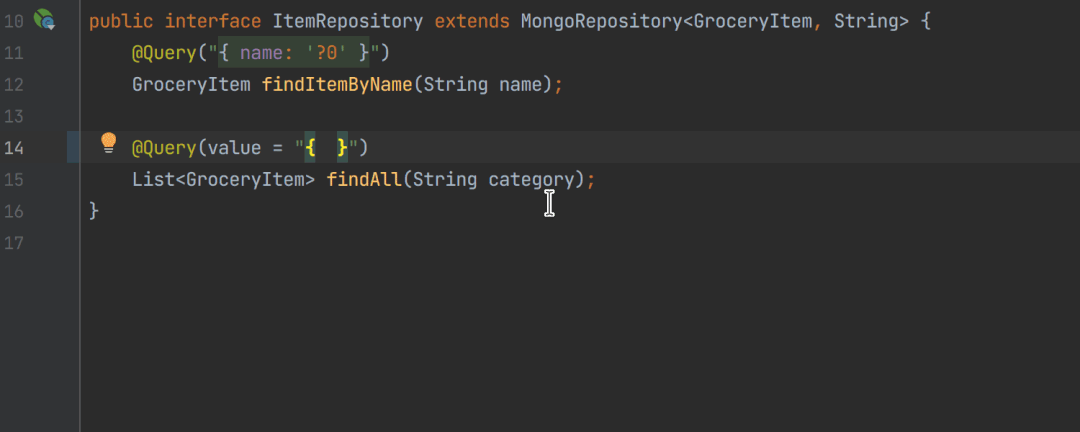 10 public interface ItemRepository extends MongoRepository<GroceryItem, String> {
11 @Query("{ name: '?0' }")
12 GroceryItem findItemByName(String name);
13
14 @Query(value = "{  }")
15 List<GroceryItem> findAll(String category);
16 }
17